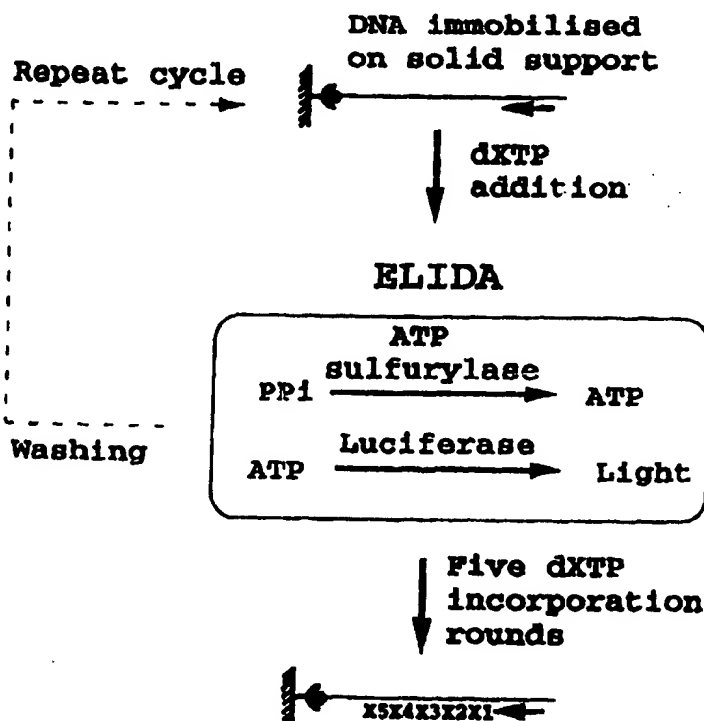 DNA immobilised
on solid support
Repeat cycle
dXTP
addition
ELIDA
ATP
sulfurylase
PPi
ATP
Luciferase
ATP
Light
Washing
Five dXTP
incorporation
rounds
X5X4X3X2X1